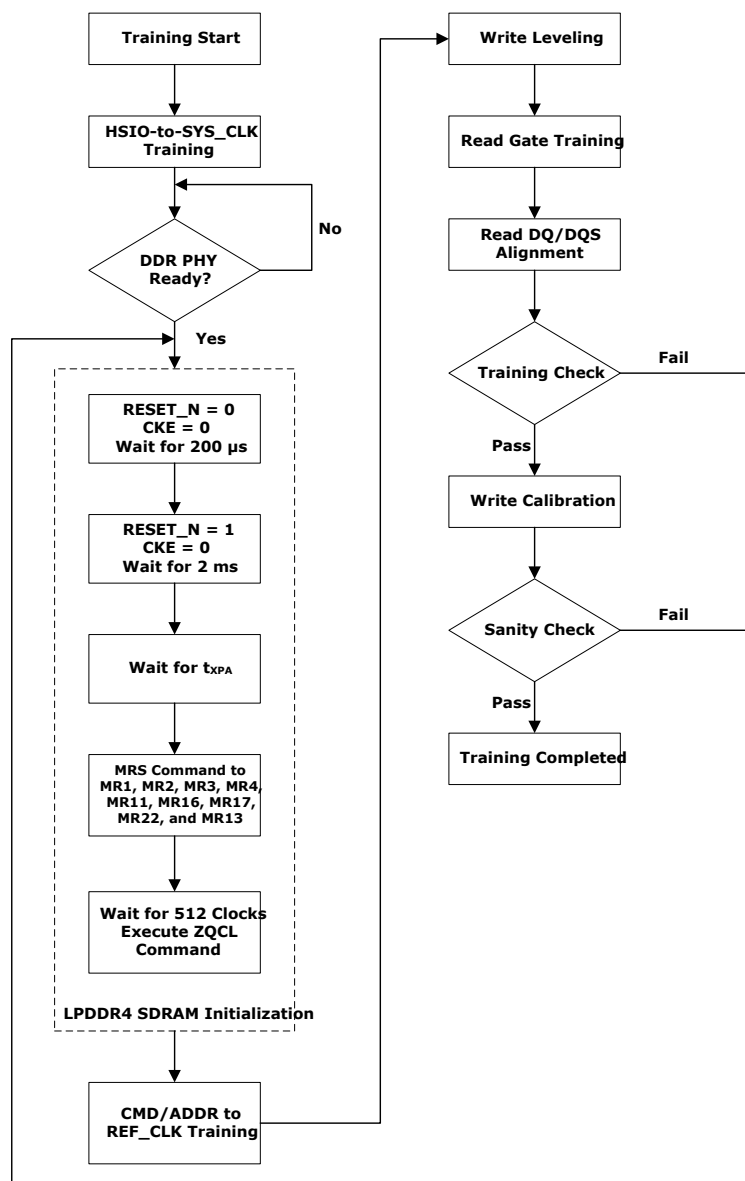 Training Start
HSIO-to-SYS_CLK
Training
No
DDR PHY
Ready?
Yes
RESET_N = 0
CKE = 0
Wait for 200 µs
RESET_N = 1
CKE = 0
Wait for 2 ms
Wait for tXPA
MRS Command to
MR1, MR2, MR3, MR4,
MR11, MR16, MR17,
MR22, and MR13
Wait for 512 Clocks
Execute ZQCL
Command
LPDDR4 SDRAM Initialization
CMD/ADDR to
REF_CLK Training
Write Leveling
Read Gate Training
Read DQ/DQS
Alignment
Training Check
Fail
Pass
Write Calibration
Sanity Check
Fail
Pass
Training Completed